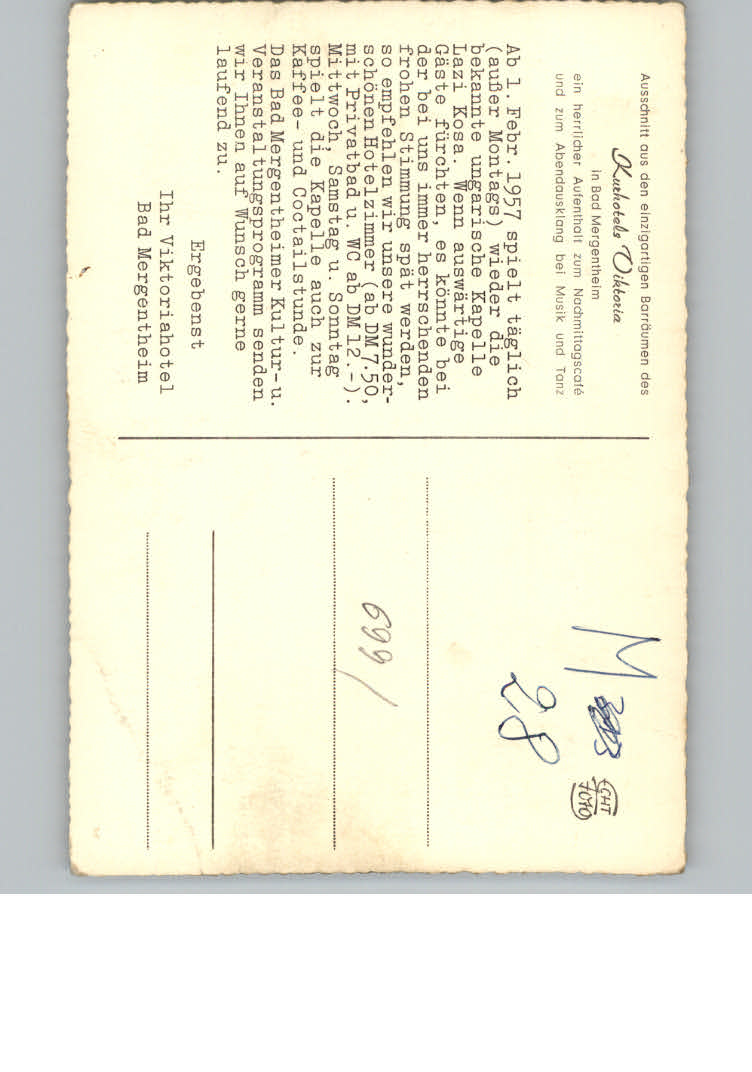 Ausschnitt aus den einzigartigen Barräumen des
Kurhotels Viktoria
in Bad Mergentheim
ein herrlicher Aufenthalt zum Nachmittagscafé
und zum Abendausklang bei Musik und Tanz
Ab 1. Febr. 1957 spielt täglich
(außer Montags) wieder die
bekannte ungarische Kapelle
Lazi Kosa. Wenn auswärtige
Gäste fürchten, es könnte bei
der bei uns immer herrschenden
frohen Stimmung spät werden,
so empfehlen wir unsere wunder-
schönen Hotelzimmer (ab DM 7.50,
mit Privatbad u. WC ab DM 12.-).
Mittwoch, Samstag u. Sonntag
spielt die Kapelle auch zur
Kaffee- und Coctailstunde.
Das Bad Mergentheimer Kultur- u.
Veranstaltungsprogramm senden
wir Ihnen auf Wunsch gerne
laufend zu.
Ergebenst
Ihr Viktoriahotel
Bad Mergentheim
M
28
ECHT
FOTO
699/